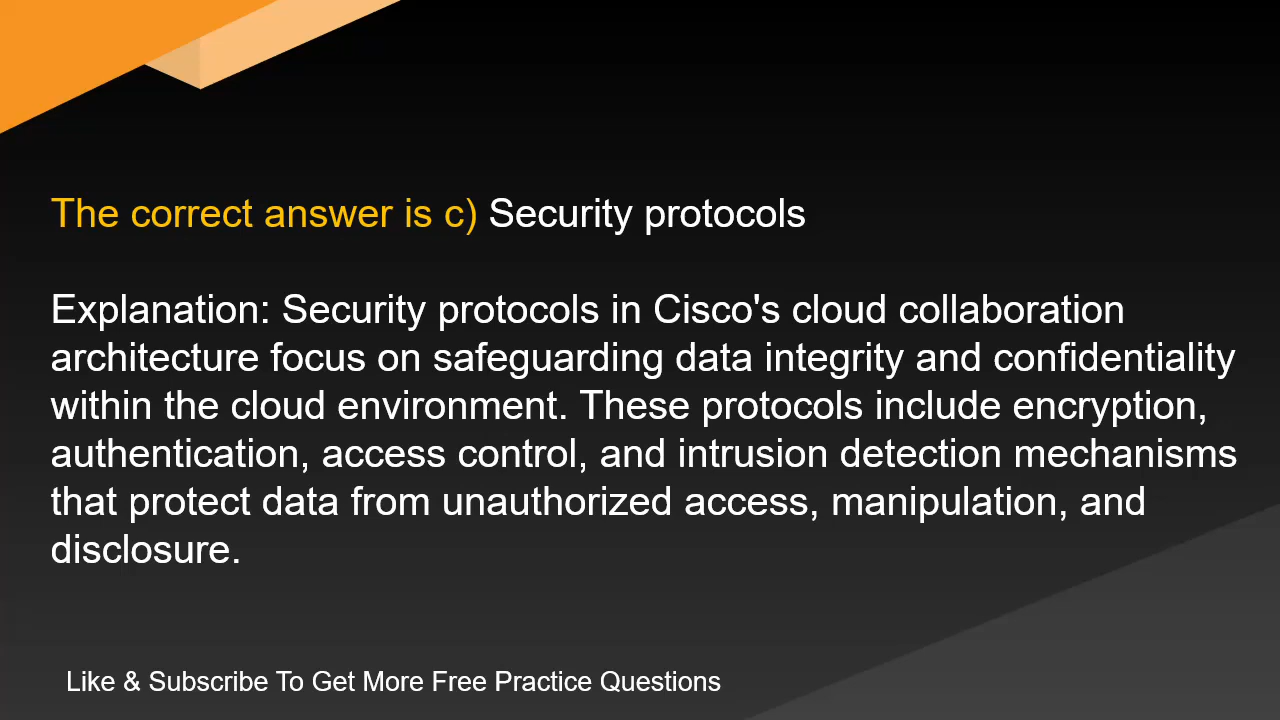 The correct answer is c) Security protocols
Explanation: Security protocols in Cisco's cloud collaboration
architecture focus on safeguarding data integrity and confidentiality
within the cloud environment. These protocols include encryption,
authentication, access control, and intrusion detection mechanisms
that protect data from unauthorized access, manipulation, and
disclosure.
Like & Subscribe To Get More Free Practice Questions